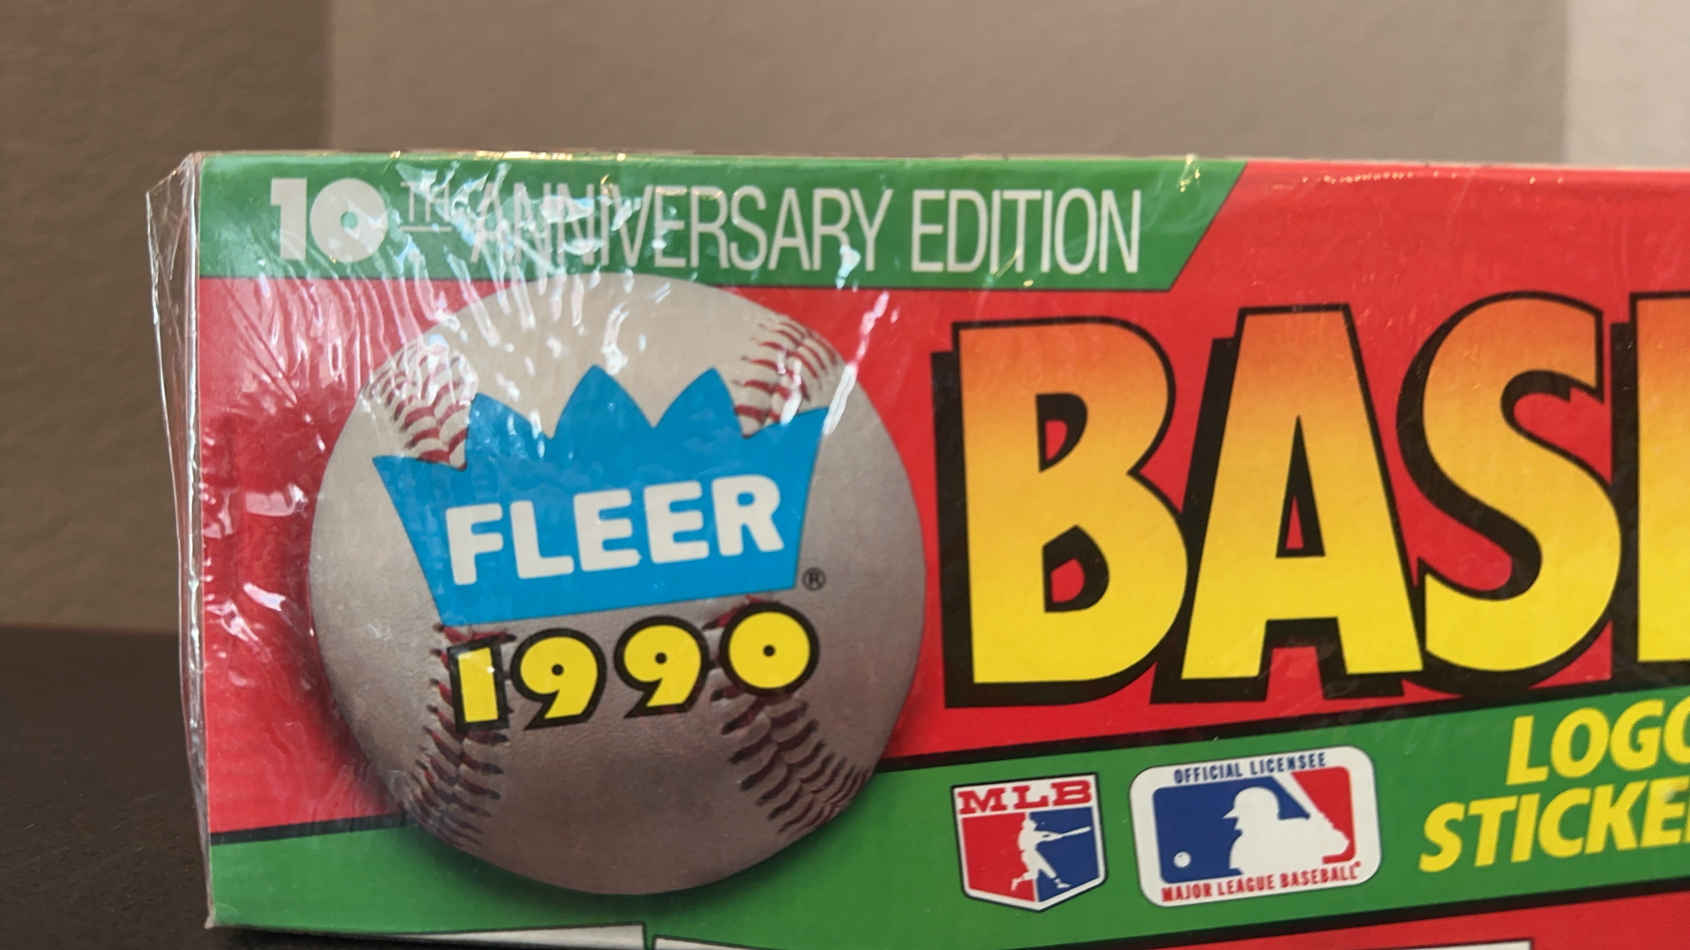 10TH ANNIVERSARY EDITION
FLEER®
1990
BAS
MLB
OFFICIAL LICENSEE
MAJOR LEAGUE BASEBALL
LOGO
STICKE